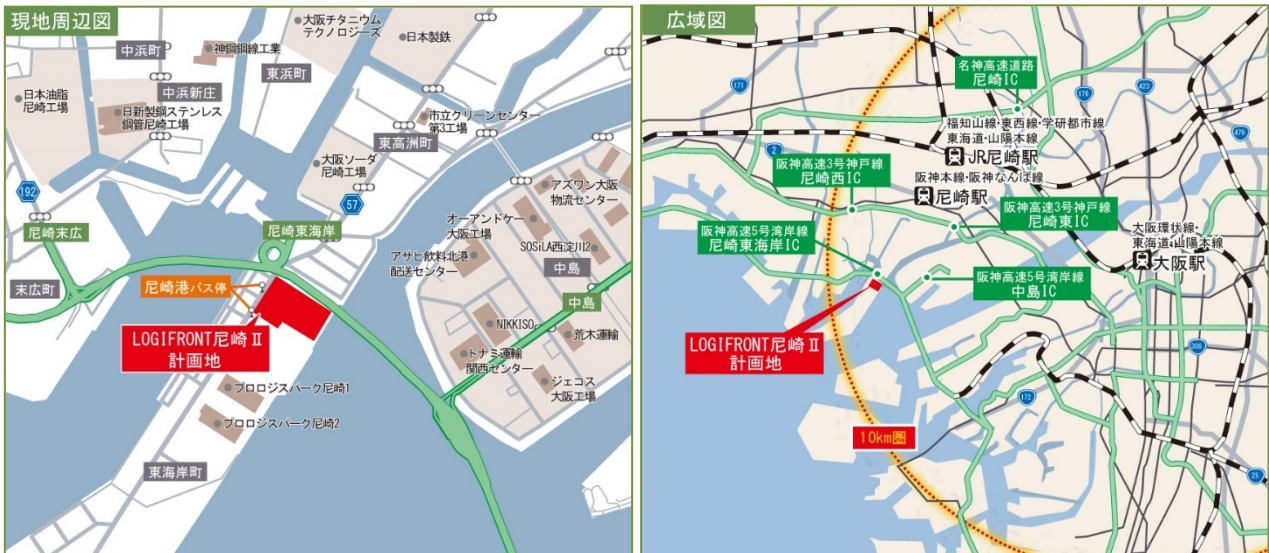 現地周辺図
大阪チタニウム
テクノロジーズ
日本製鉄
中浜町
神鋼鋼線工業
東浜町
日本油脂
尼崎工場
中浜新庄
日新製鋼ステンレス
鋼管尼崎工場
市立クリーンセンター
第3工場
東高洲町
大阪ソーダ
尼崎工場
192
57
アズワン大阪
物流センター
オーアンドケー
大阪工場
尼崎末広
尼崎東海岸
SOSiLA西淀川2
アサヒ飲料北港
配送センター
中島
末広町
尼崎港バス停
中島
LOGIFRONT尼崎Ⅱ
計画地
NIKKISO
荒木運輸
トナミ運輸
関西センター
ジェコス
大阪工場
プロロジスパーク尼崎1
プロロジスパーク尼崎2
東海岸町
広域図
名神高速道路
尼崎IC
171
176
423
479
福知山線・東西線・学研都市線
東海道・山陽本線
JR尼崎駅
2
阪神高速3号神戸線
尼崎西IC
阪神本線・阪神なんば線
尼崎駅
阪神高速3号神戸線
尼崎東IC
阪神高速5号湾岸線
尼崎東海岸IC
大阪環状線・
東海道・山陽本線
大阪駅
阪神高速5号湾岸線
中島IC
LOGIFRONT尼崎Ⅱ
計画地
308
172
10km圏
25